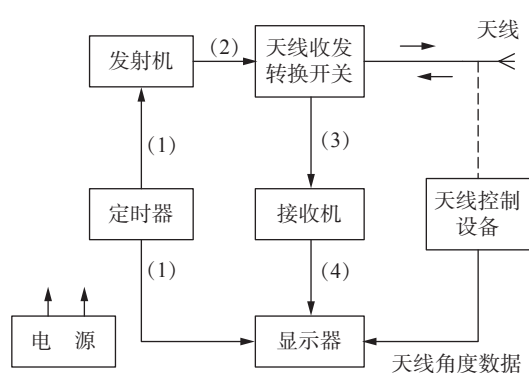 天线
(2)
发射机
天线收发
转换开关
(1)
(3)
定时器
接收机
天线控制
设备
(1)
(4)
电 源
显示器
天线角度数据